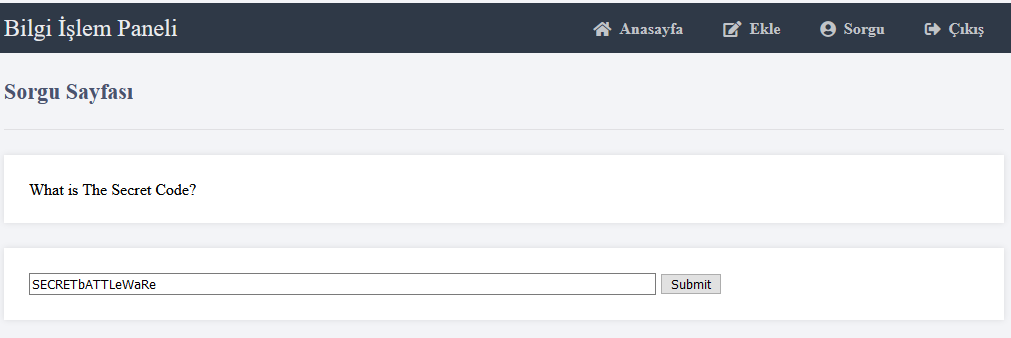 Bilgi İşlem Paneli Anasayfa Ekle Sorgu Çıkış
Sorgu Sayfası
What is The Secret Code?
SECRETbATTLeWaRe Submit